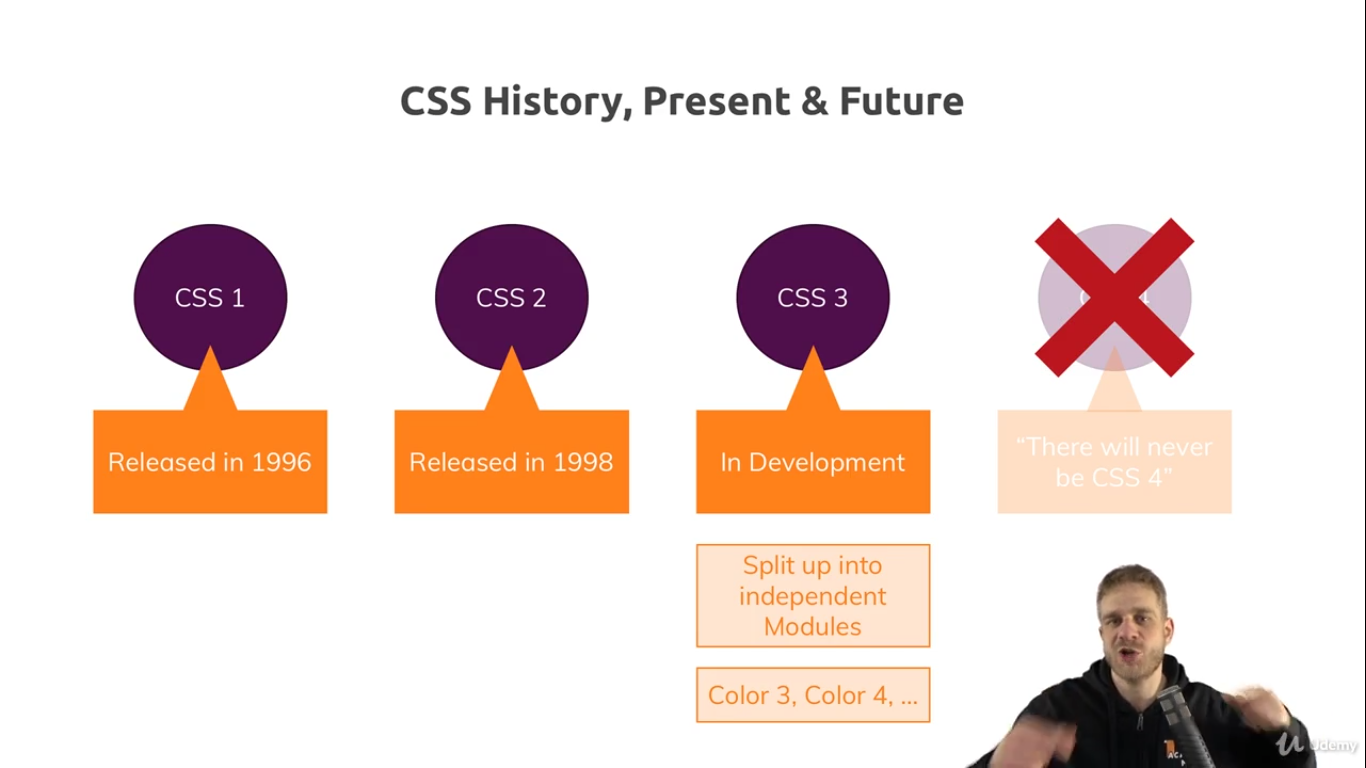 CSS History, Present & Future
CSS 1
CSS 2
CSS 3
Released in 1996
Released in 1998
In Development
“There will never
be CSS 4”
Split up into
independent
Modules
Color 3, Color 4, ...
Udemy